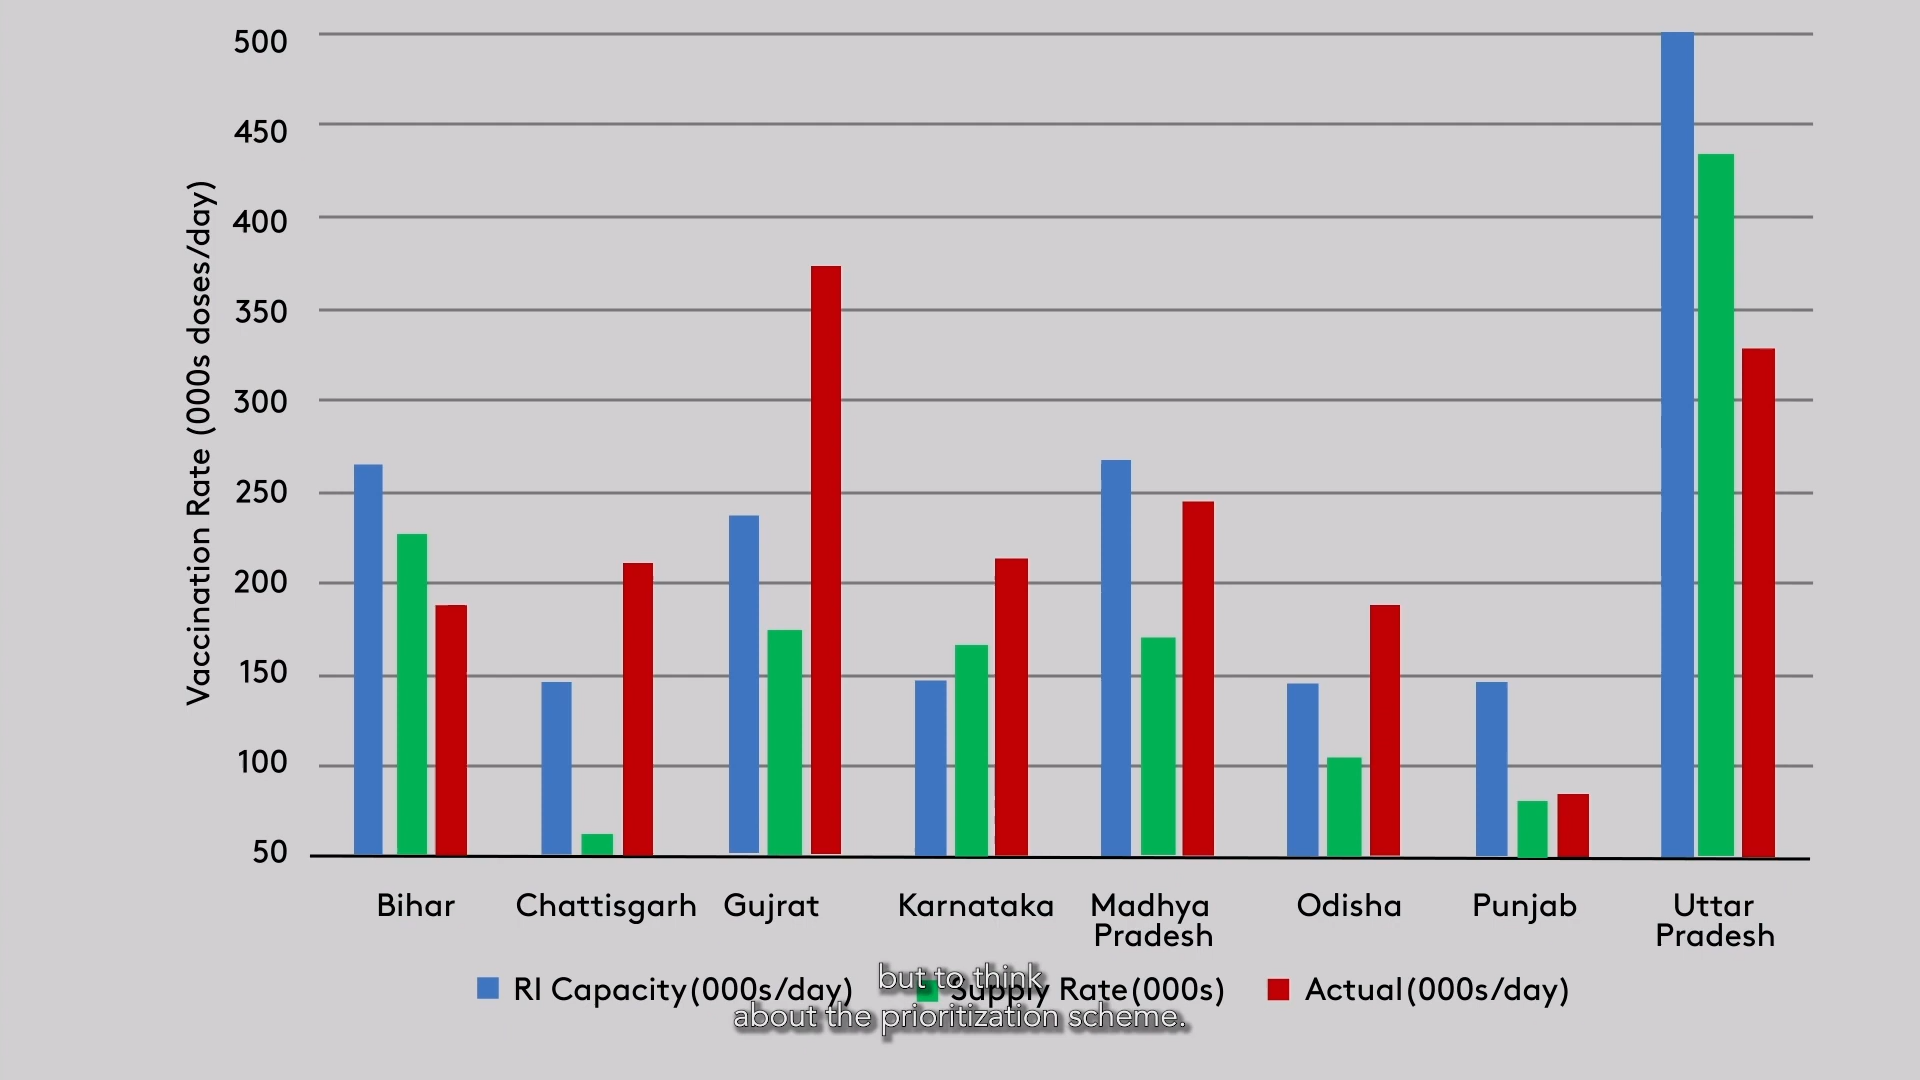 500
450
400
350
300
250
200
150
100
50
Vaccination Rate (000s doses/day)
Bihar
Chattisgarh
Gujrat
Karnataka
Madhya
Pradesh
Odisha
Punjab
Uttar
Pradesh
RI Capacity(000s/day)
Supply Rate(000s)
Actual(000s/day)
but to think
about the prioritization scheme.